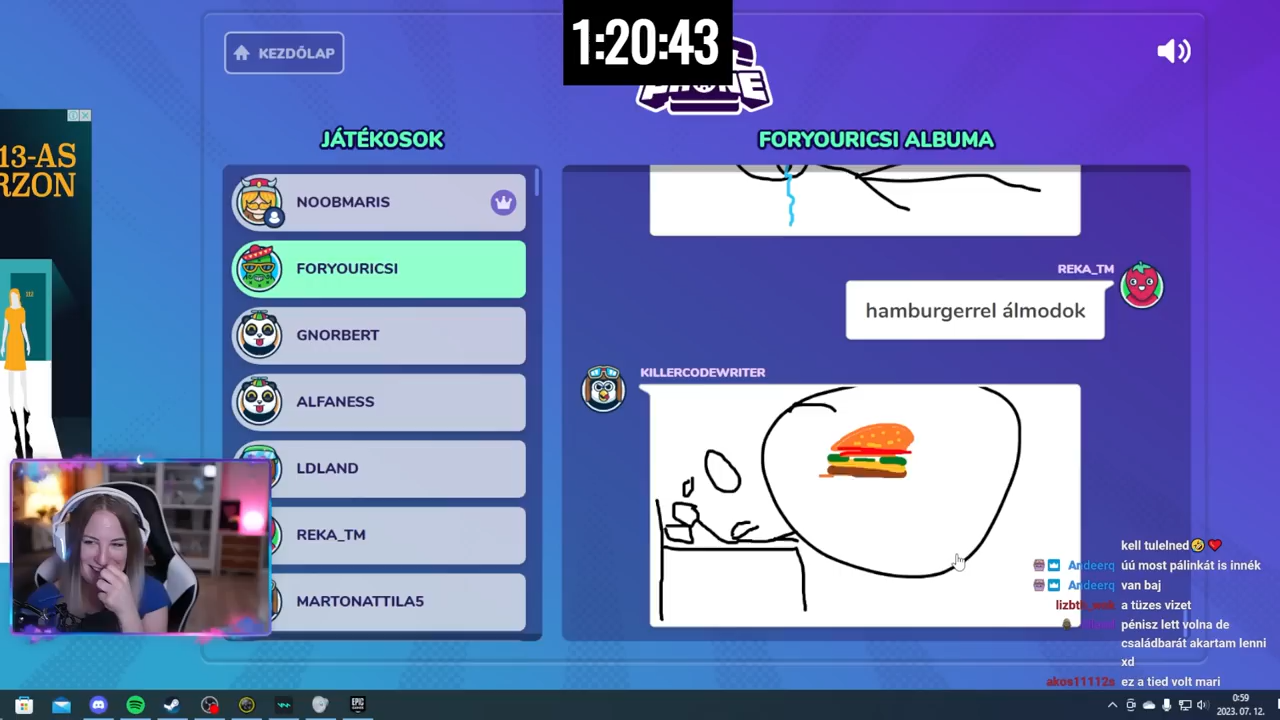 1:20:43
KEZDŐLAP
PHONE
13-AS
RZON
JÁTÉKOSOK
NOOBMARIS
FORYOURICSI
GNORBERT
ALFANESS
LDLAND
REKA_TM
MARTONATTILA5
FORYOURICSI ALBUMA
REKA_TM
hamburgerrel álmodok
KILLERCODEWRITER
kell tulelned🤣❤️
Andeerq úú most pálinkát is innék
Andeerq van baj
a tüzes vizet
pénisz lett volna de
családbarát akartam lenni
xd
akos11112s ez a tied volt mari
EPIC
0:59
2023. 07. 12.